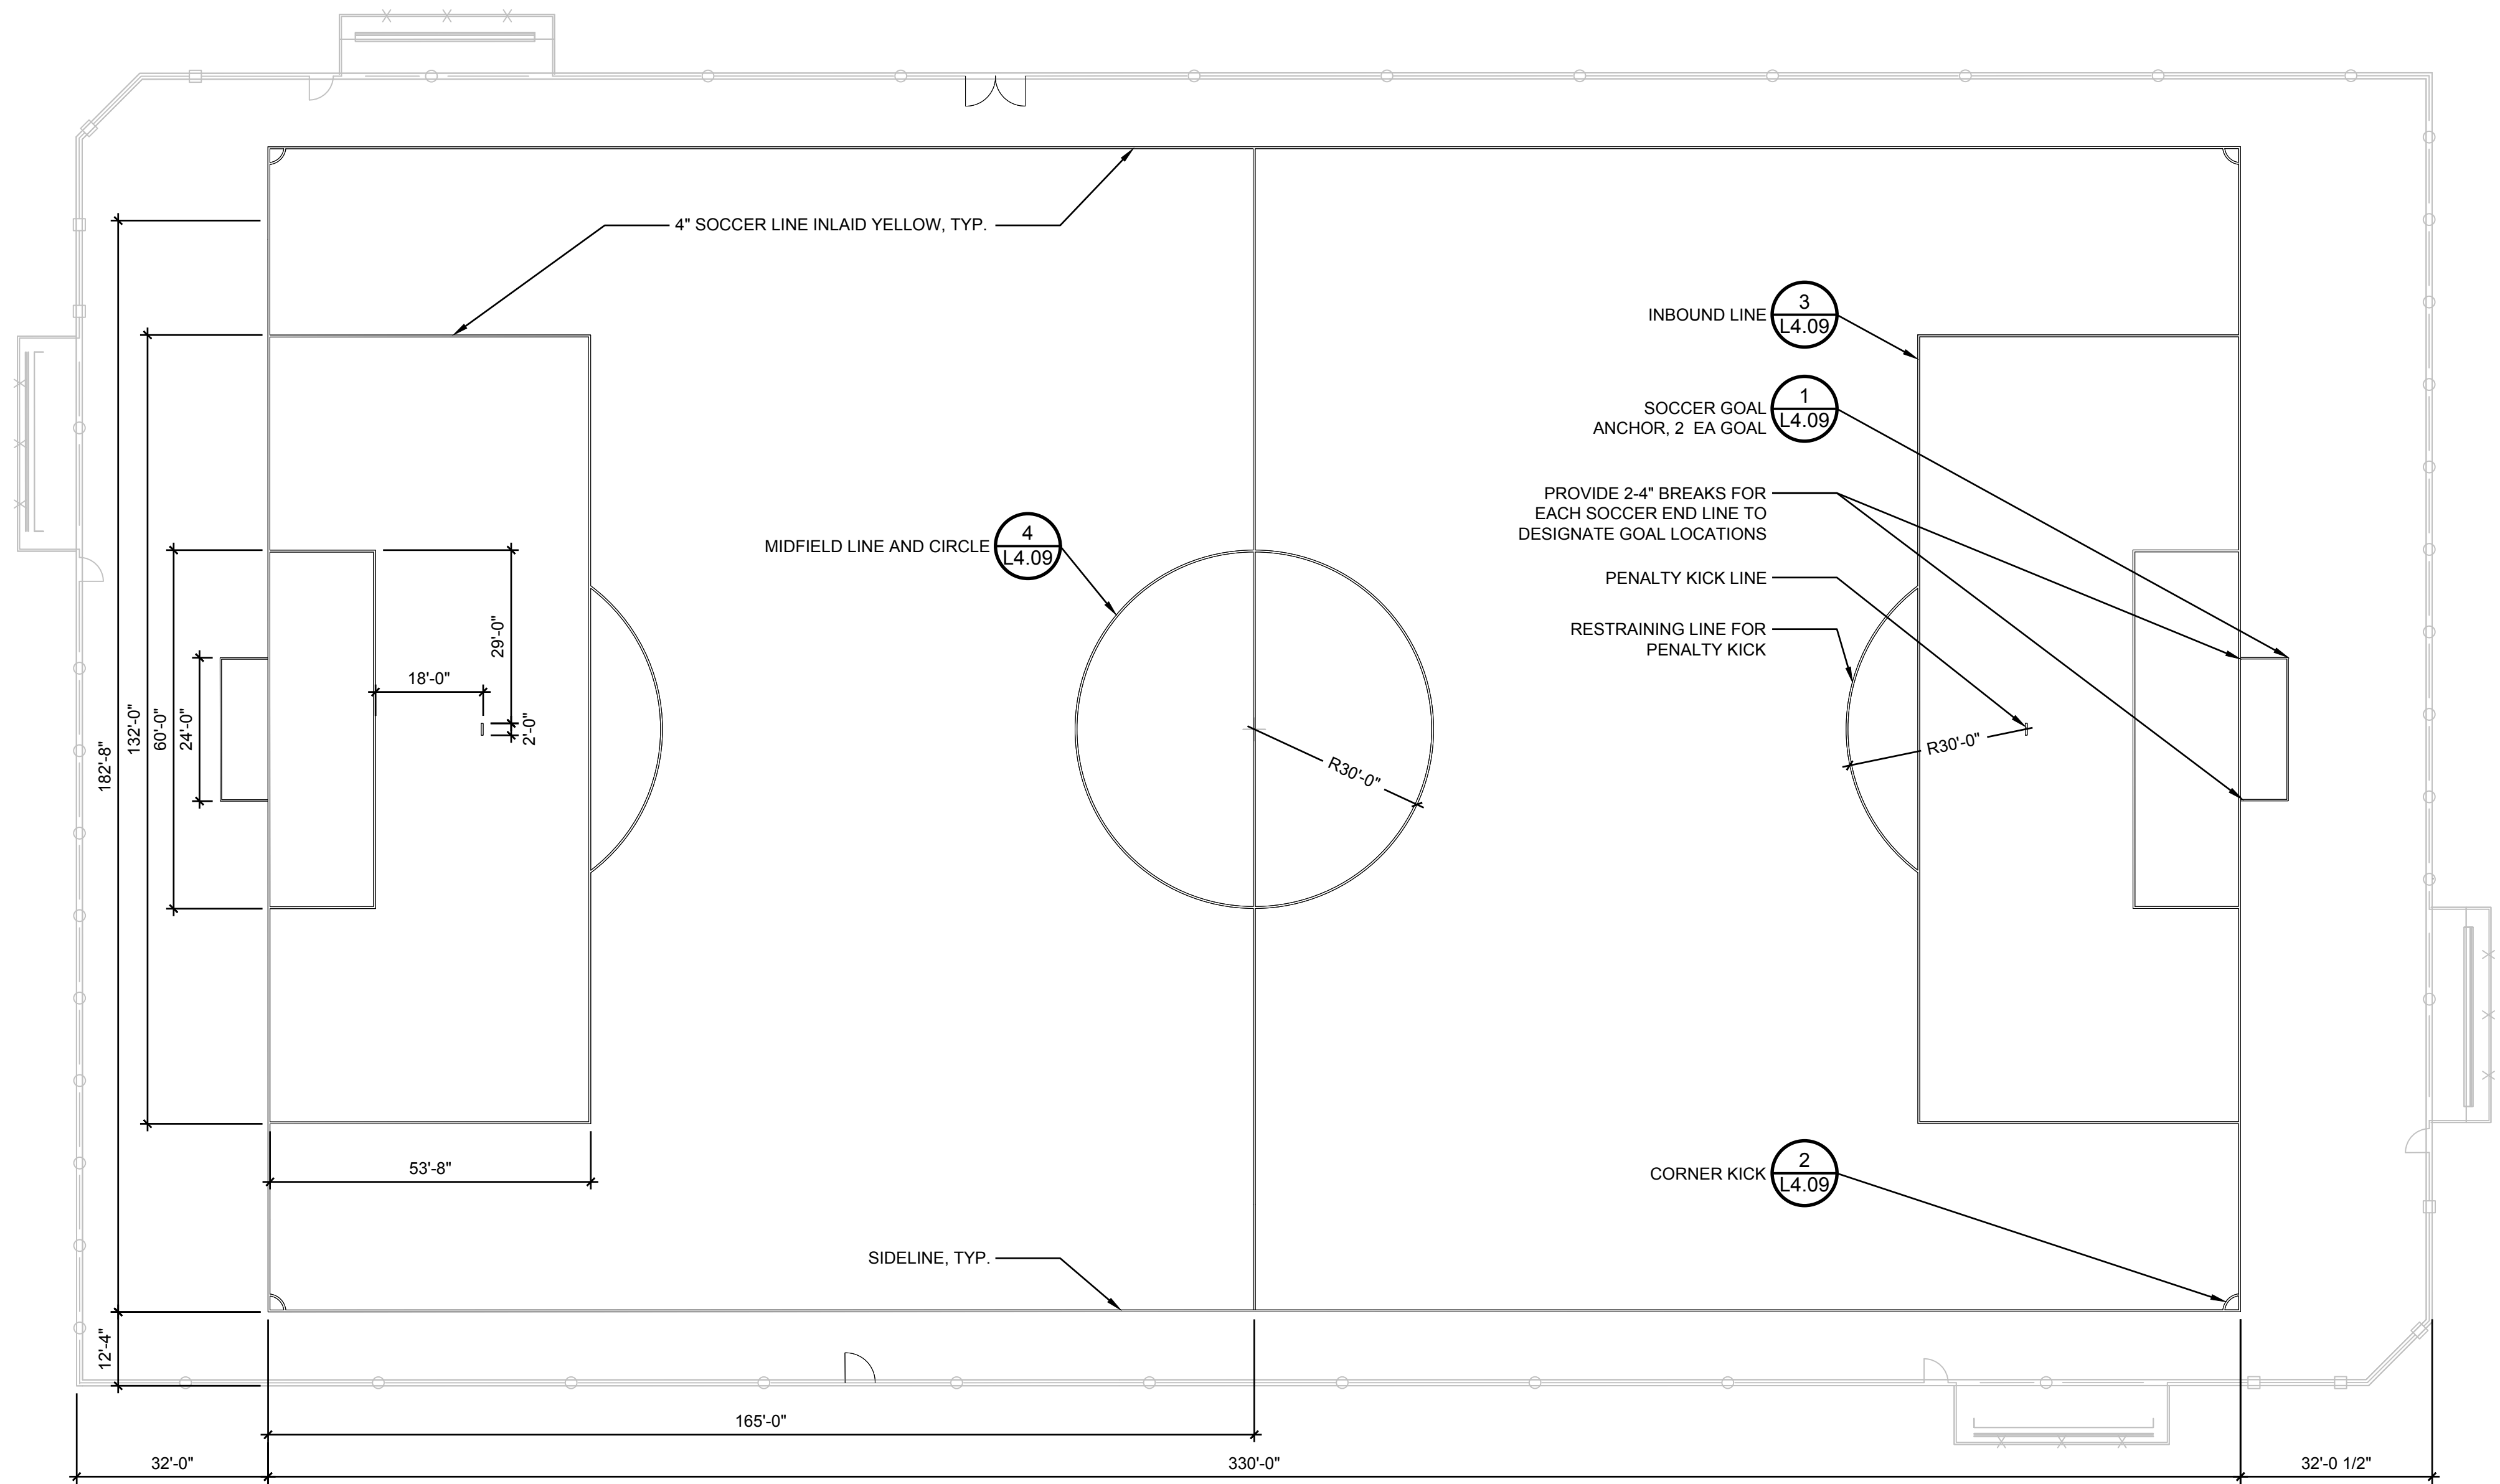 4" SOCCER LINE INLAID YELLOW, TYP.
INBOUND LINE
3
L4.09
SOCCER GOAL
ANCHOR, 2 EA GOAL
1
L4.09
PROVIDE 2-4" BREAKS FOR
EACH SOCCER END LINE TO
DESIGNATE GOAL LOCATIONS
MIDFIELD LINE AND CIRCLE
4
L4.09
PENALTY KICK LINE
RESTRAINING LINE FOR
PENALTY KICK
29'-0"
18'-0"
2'-0"
24'-0"
60'-0"
132'-0"
182'-8"
R30'-0"
R30'-0"
53'-8"
CORNER KICK
2
L4.09
SIDELINE, TYP.
12'-4"
165'-0"
32'-0"
330'-0"
32'-0 1/2"